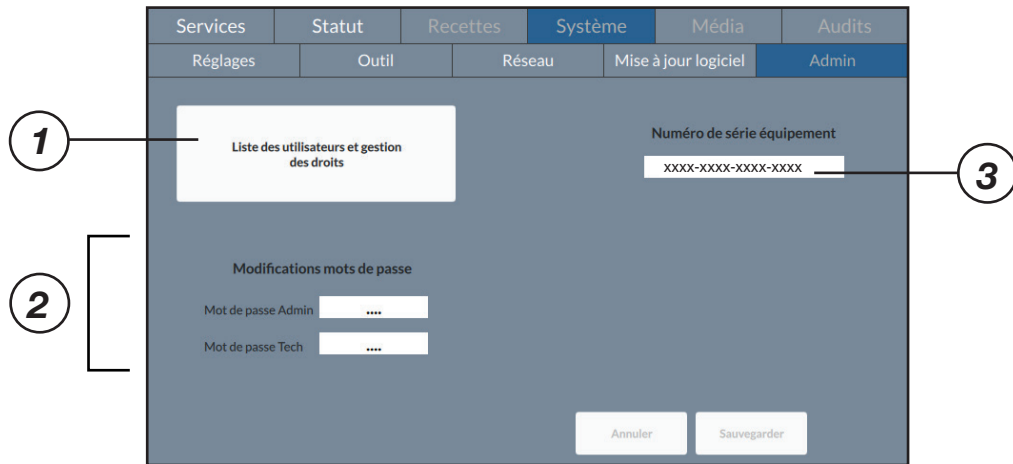 Services Statut Recettes Système Média Audits
Réglages Outil Réseau Mise à jour logiciel Admin
1
Liste des utilisateurs et gestion
des droits
Numéro de série équipement
XXXX-XXXX-XXXX-XXXX
3
2
Modifications mots de passe
Mot de passe Admin ....
Mot de passe Tech ....
Annuler Sauvegarder